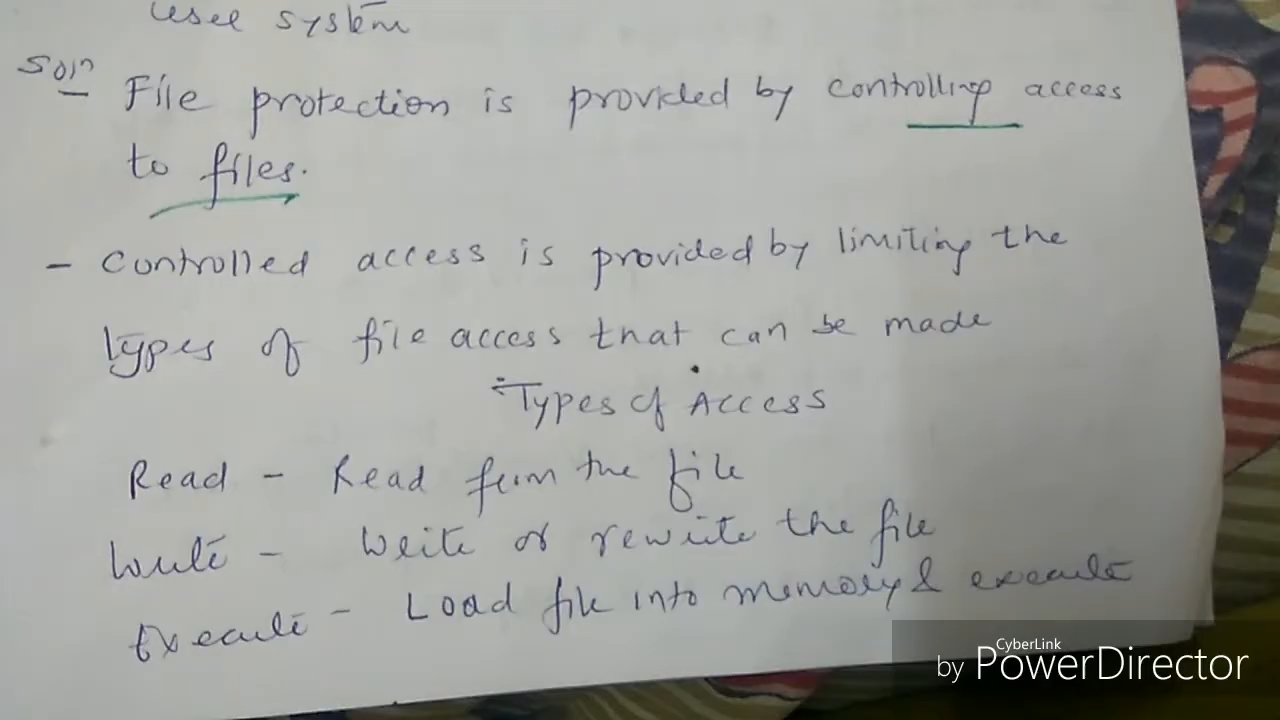 user system
Soln File protection is provided by controlling access
to files.
- Controlled access is provided by limiting the
types of file access that can be made
Types of Access
Read - Read from the file
Write - Write or rewrite the file
Execute - Load file into memory & execute
CyberLink
by PowerDirector